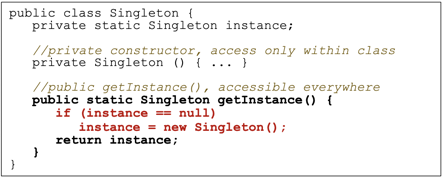 public class Singleton {
private static Singleton instance;
//private constructor, access only within class
private Singleton () { ... }
//public getInstance(), accessible everywhere
public static Singleton getInstance() {
if (instance == null)
instance = new Singleton();
return instance;
}
}